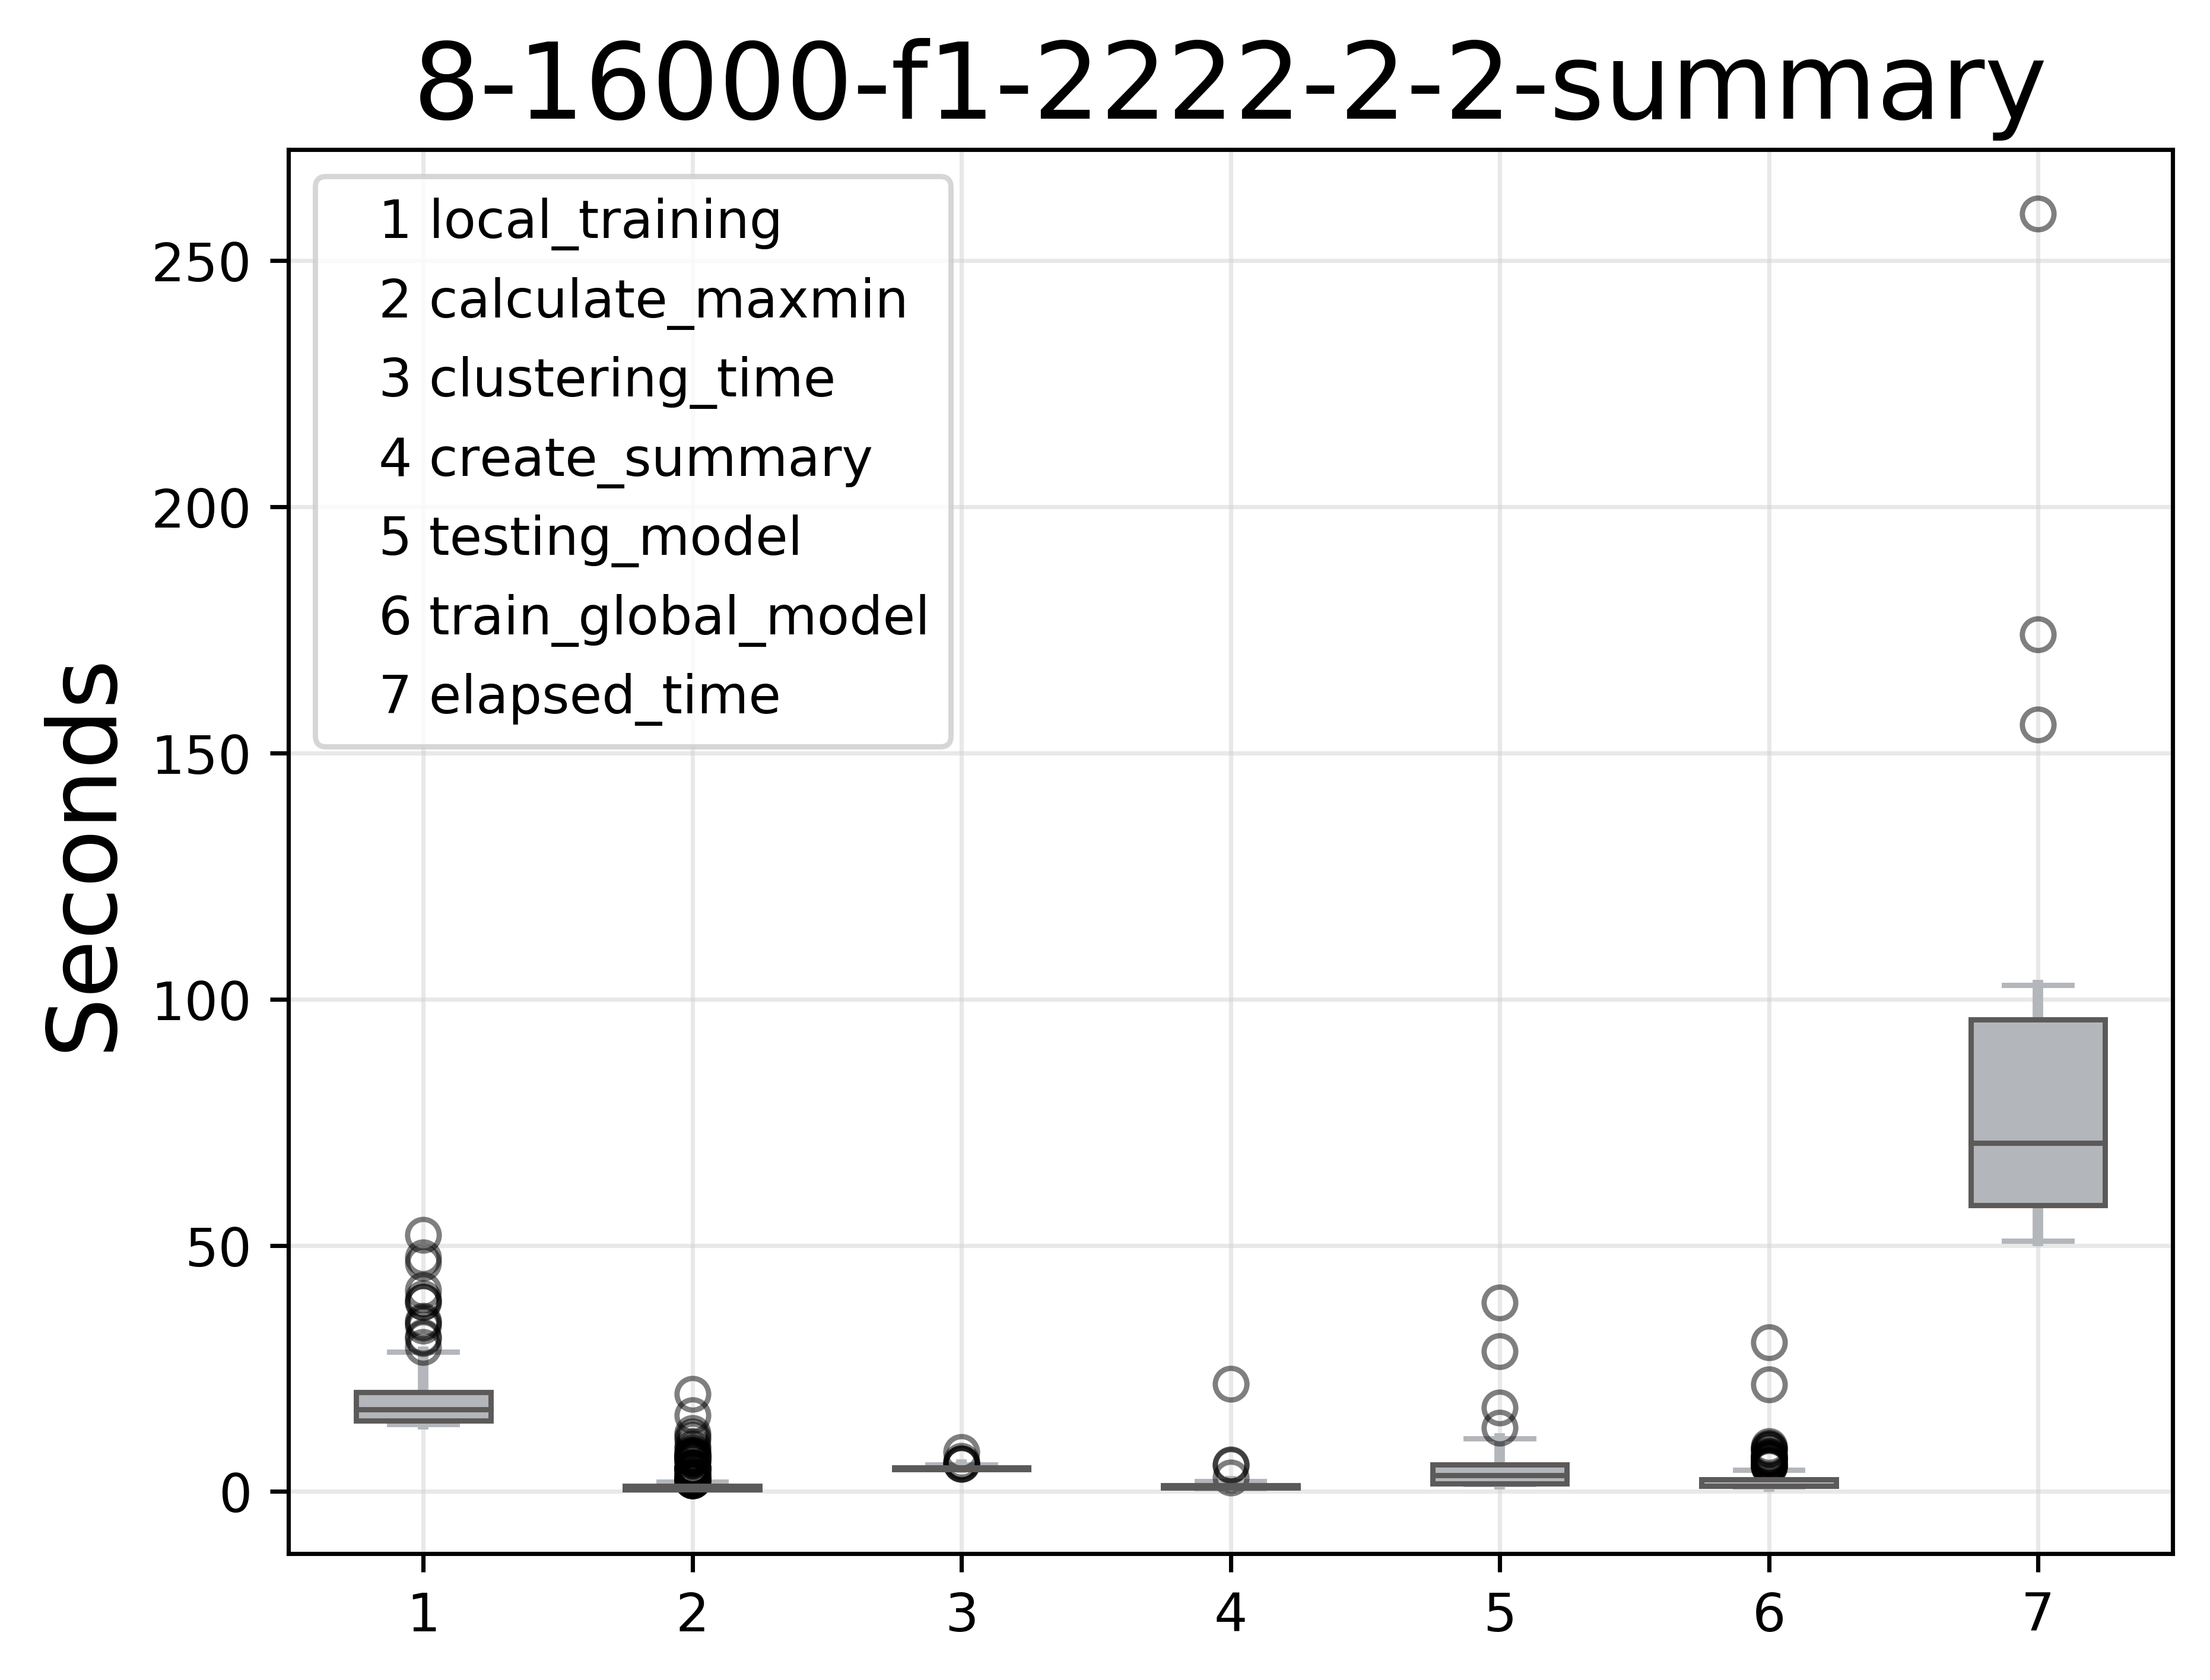 8-16000-f1-2222-2-2-summary
1 local_training
2 calculate_maxmin
3 clustering_time
4 create_summary
5 testing_model
6 train_global_model
7 elapsed_time
Seconds
250
200
150
100
50
0
1 2 3 4 5 6 7